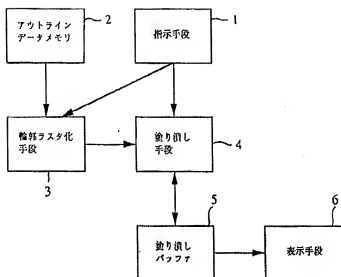 アウトライン
データメモリ
2
指示手段
1
輪郭ラスタ化
手段
3
塗り潰し
手段
4
塗り潰し
バッファ
5
表示手段
6